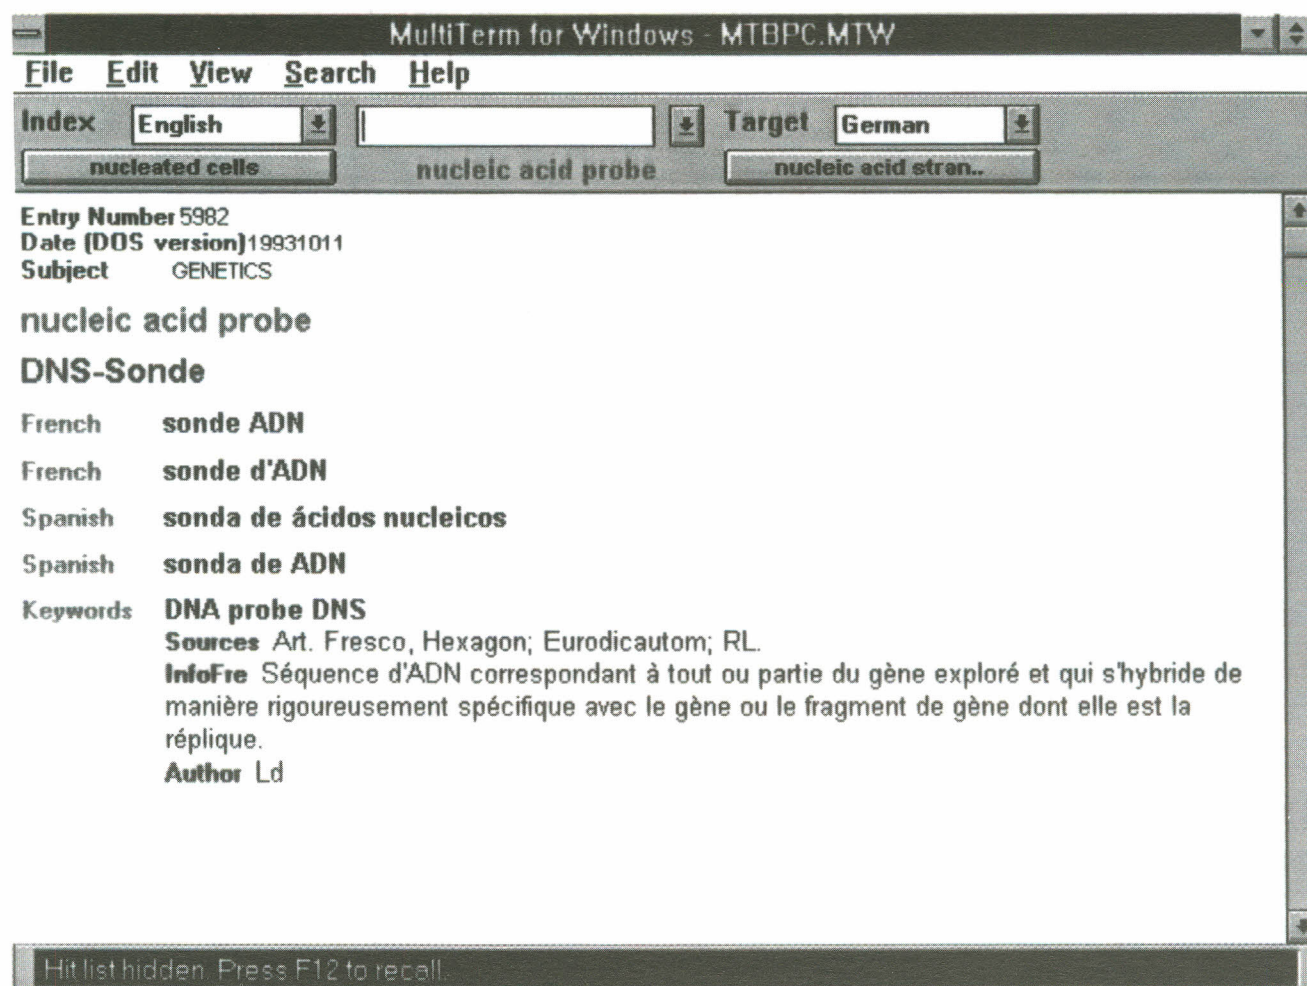 MultiTerm for Windows - MTBPC.MTW
File Edit View Search Help
Index English Target German
nucleated cells nucleic acid probe nucleic acid stran..
Entry Number 5982
Date (DOS version) 19931011
Subject GENETICS
nucleic acid probe
DNS-Sonde
French sonde ADN
French sonde d'ADN
Spanish sonda de ácidos nucleicos
Spanish sonda de ADN
Keywords DNA probe DNS
Sources Art. Fresco, Hexagon; Eurodicautom; RL.
InfoFre Séquence d'ADN correspondant à tout ou partie du gène exploré et qui s'hybride de
manière rigoureusement spécifique avec le gène ou le fragment de gène dont elle est la
réplique.
Author Ld
Hit list hidden. Press F12 to recall.